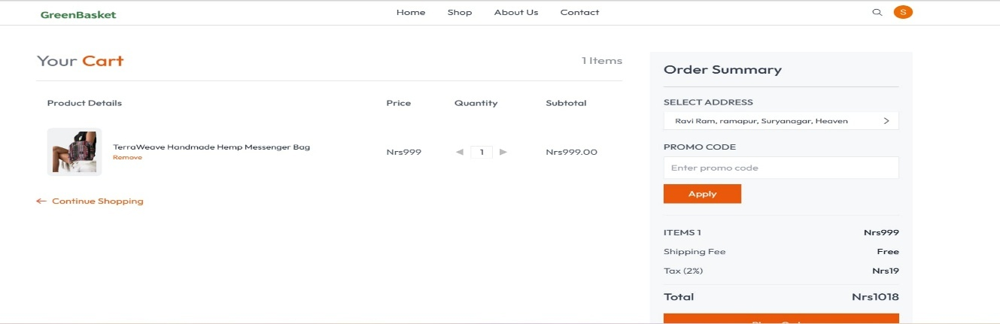 GreenBasket
Home Shop About Us Contact
S
Your Cart
1 Items
Product Details Price Quantity Subtotal
TerraWeave Handmade Hemp Messenger Bag
Remove
Nrs999 1 Nrs999.00
Continue Shopping
Order Summary
SELECT ADDRESS
Ravi Ram, ramapur, Suryanagar, Heaven
PROMO CODE
Enter promo code
Apply
ITEMS 1 Nrs999
Shipping Fee Free
Tax (2%) Nrs19
Total Nrs1018